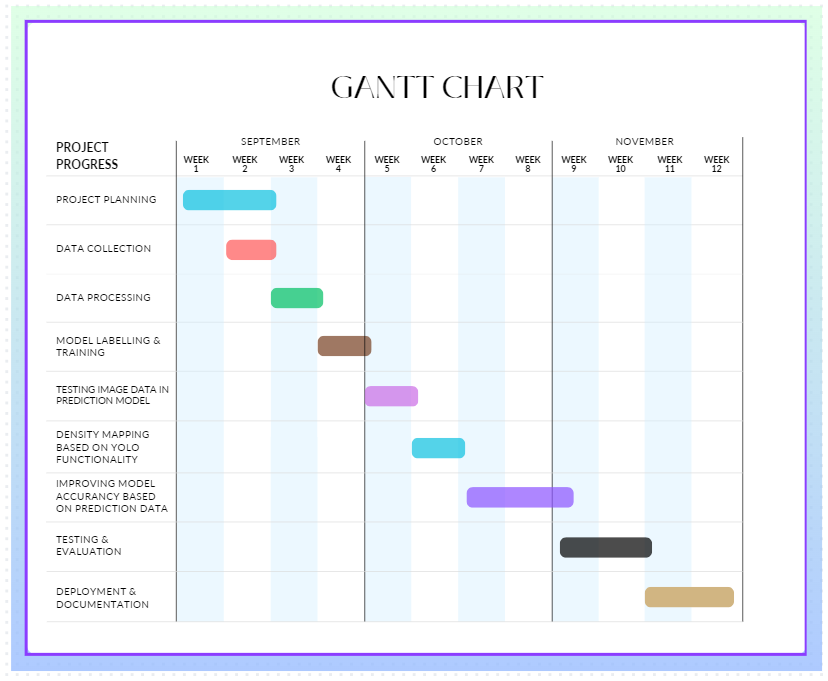 GANTT CHART
PROJECT
PROGRESS
SEPTEMBER
OCTOBER
NOVEMBER
WEEK
1
WEEK
2
WEEK
3
WEEK
4
WEEK
5
WEEK
6
WEEK
7
WEEK
8
WEEK
9
WEEK
10
WEEK
11
WEEK
12
PROJECT PLANNING
DATA COLLECTION
DATA PROCESSING
MODEL LABELLING &
TRAINING
TESTING IMAGE DATA IN
PREDICTION MODEL
DENSITY MAPPING
BASED ON YOLO
FUNCTIONALITY
IMPROVING MODEL
ACCURANCY BASED
ON PREDICTION DATA
TESTING &
EVALUATION
DEPLOYMENT &
DOCUMENTATION